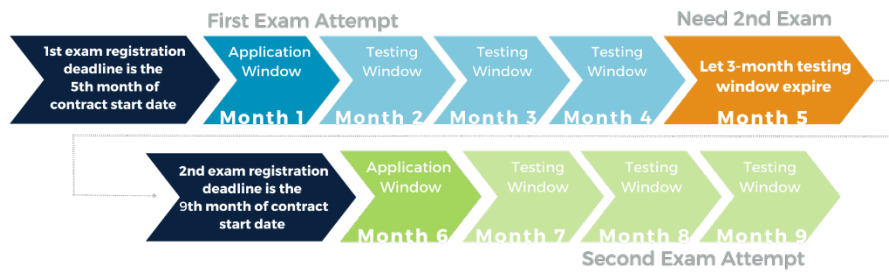 First Exam Attempt
Need 2nd Exam
1st exam registration
deadline is the
5th month of
contract start date
Application
Window
Month 1
Testing
Window
Month 2
Testing
Window
Month 3
Testing
Window
Month 4
Let 3-month testing
window expire
Month 5
2nd exam registration
deadline is the
9th month of contract
start date
Application
Window
Month 6
Testing
Window
Month 7
Testing
Window
Month 8
Testing
Window
Month 9
Second Exam Attempt